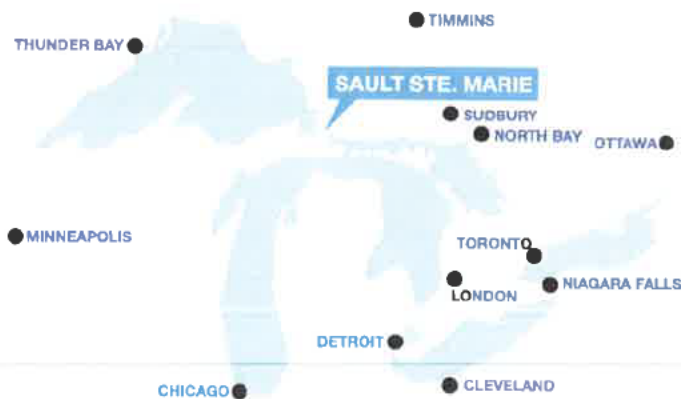 TIMMINS
THUNDER BAY
SAULT STE. MARIE
SUDBURY
NORTH BAY
OTTAWA
MINNEAPOLIS
TORONTO
LONDON
NIAGARA FALLS
DETROIT
CHICAGO
CLEVELAND